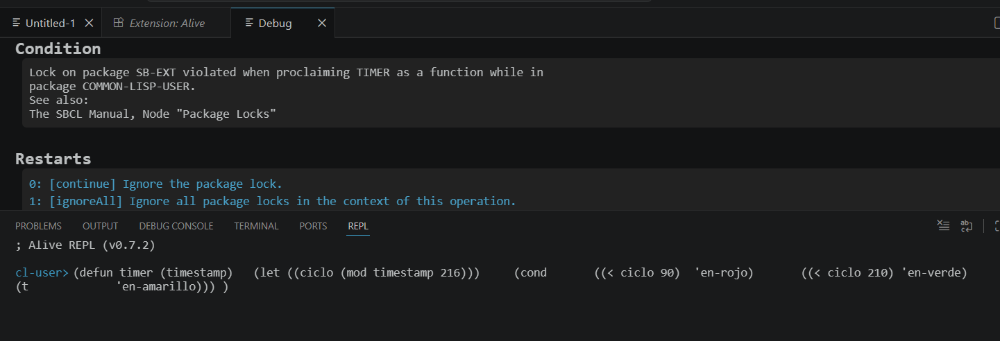 Untitled-1
Extension: Alive
Debug
Condition
Lock on package SB-EXT violated when proclaiming TIMER as a function while in
package COMMON-LISP-USER.
See also:
The SBCL Manual, Node "Package Locks"
Restarts
0: [continue] Ignore the package lock.
1: [ignoreAll] Ignore all package locks in the context of this operation.
PROBLEMS OUTPUT DEBUG CONSOLE TERMINAL PORTS REPL
; Alive REPL (v0.7.2)
cl-user> (defun timer (timestamp)   (let ((ciclo (mod timestamp 216)))     (cond       ((< ciclo 90)  'en-rojo)       ((< ciclo 210) 'en-verde)
(t             'en-amarillo))) )